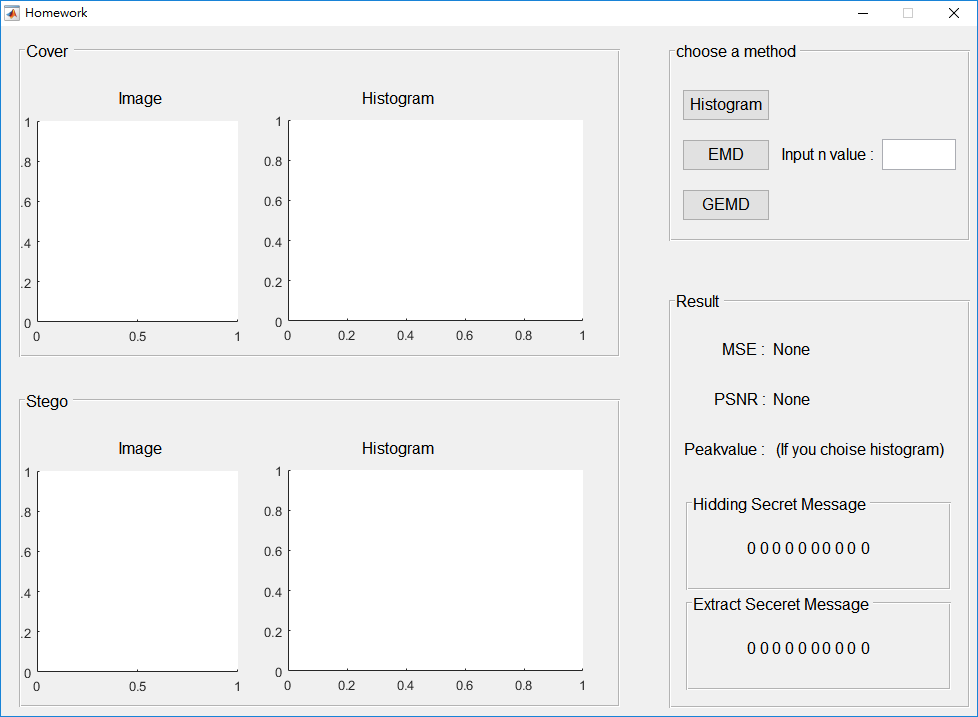 Homework
Cover
Image
Histogram
1
.8
.6
.4
.2
0
0 0.5 1
1
0.8
0.6
0.4
0.2
0
0 0.2 0.4 0.6 0.8 1
Stego
Image
Histogram
1
.8
.6
.4
.2
0
0 0.5 1
1
0.8
0.6
0.4
0.2
0
0 0.2 0.4 0.6 0.8 1
choose a method
Histogram
EMD Input n value :
GEMD
Result
MSE : None
PSNR : None
Peakvalue : (If you choise histogram)
Hidding Secret Message
0 0 0 0 0 0 0 0 0 0
Extract Seceret Message
0 0 0 0 0 0 0 0 0 0